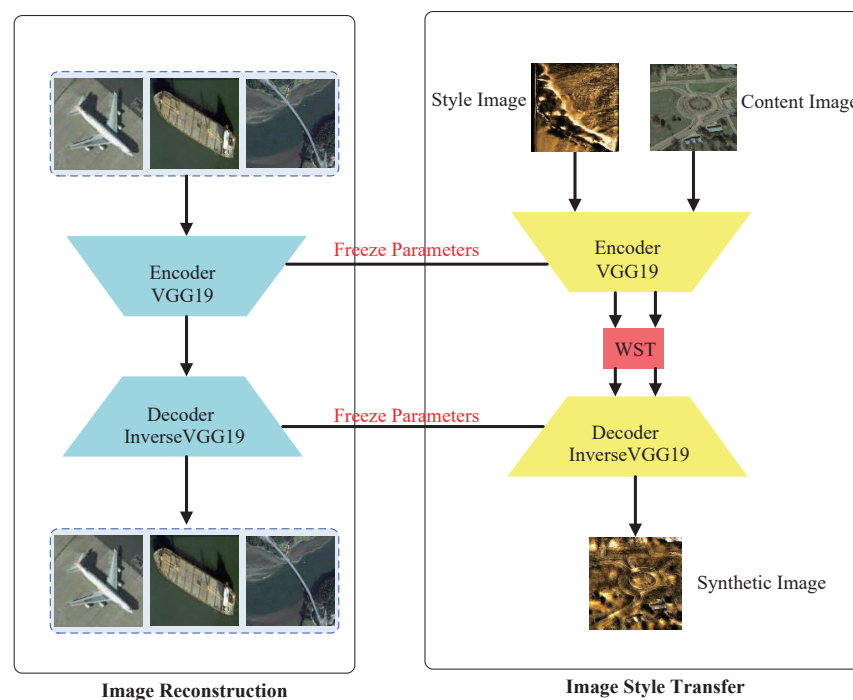 Style Image
Content Image
Encoder
VGG19
Freeze Parameters
Encoder
VGG19
WST
Decoder
InverseVGG19
Freeze Parameters
Decoder
InverseVGG19
Synthetic Image
Image Reconstruction
Image Style Transfer